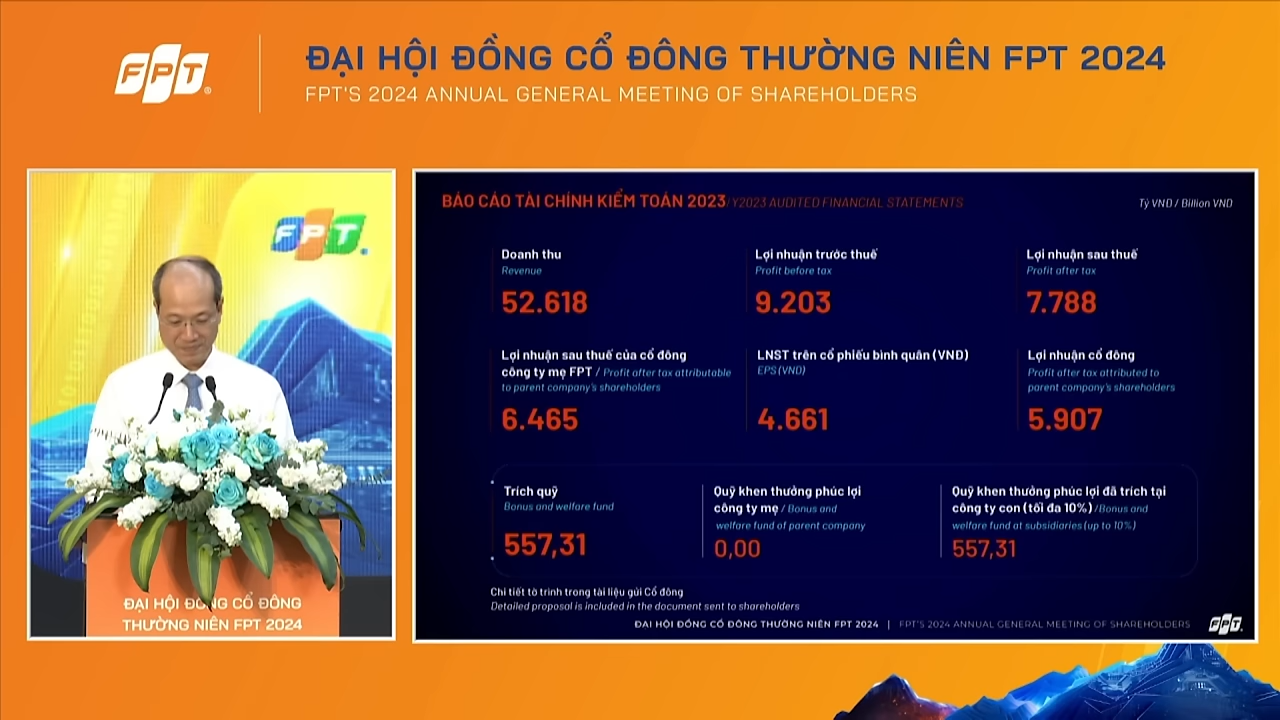 FPT®
ĐẠI HỘI ĐỒNG CỔ ĐÔNG THƯỜNG NIÊN FPT 2024
FPT'S 2024 ANNUAL GENERAL MEETING OF SHAREHOLDERS
FPT
ĐẠI HỘI ĐỒNG CỔ ĐÔNG
THƯỜNG NIÊN FPT 2024
BÁO CÁO TÀI CHÍNH KIỂM TOÁN 2023 / Y2023 AUDITED FINANCIAL STATEMENTS
Tỷ VND / Billion VND
Doanh thu
Revenue
52.618
Lợi nhuận trước thuế
Profit before tax
9.203
Lợi nhuận sau thuế
Profit after tax
7.788
Lợi nhuận sau thuế của cổ đông
công ty mẹ FPT / Profit after tax attributable
to parent company's shareholders
6.465
LNST trên cổ phiếu bình quân (VND)
EPS (VND)
4.661
Lợi nhuận cổ đông
Profit after tax attributed to
parent company's shareholders
5.907
Trích quỹ
Bonus and welfare fund
557,31
Quỹ khen thưởng phúc lợi
công ty mẹ / Bonus and
welfare fund of parent company
0,00
Quỹ khen thưởng phúc lợi đã trích tại
công ty con (tối đa 10%) /Bonus and
welfare fund at subsidiaries (up to 10%)
557,31
Chi tiết tờ trình trong tài liệu gửi Cổ đông
Detailed proposal is included in the document sent to shareholders
ĐẠI HỘI ĐỒNG CỔ ĐÔNG THƯỜNG NIÊN FPT 2024 | FPT'S 2024 ANNUAL GENERAL MEETING OF SHAREHOLDERS
FPT